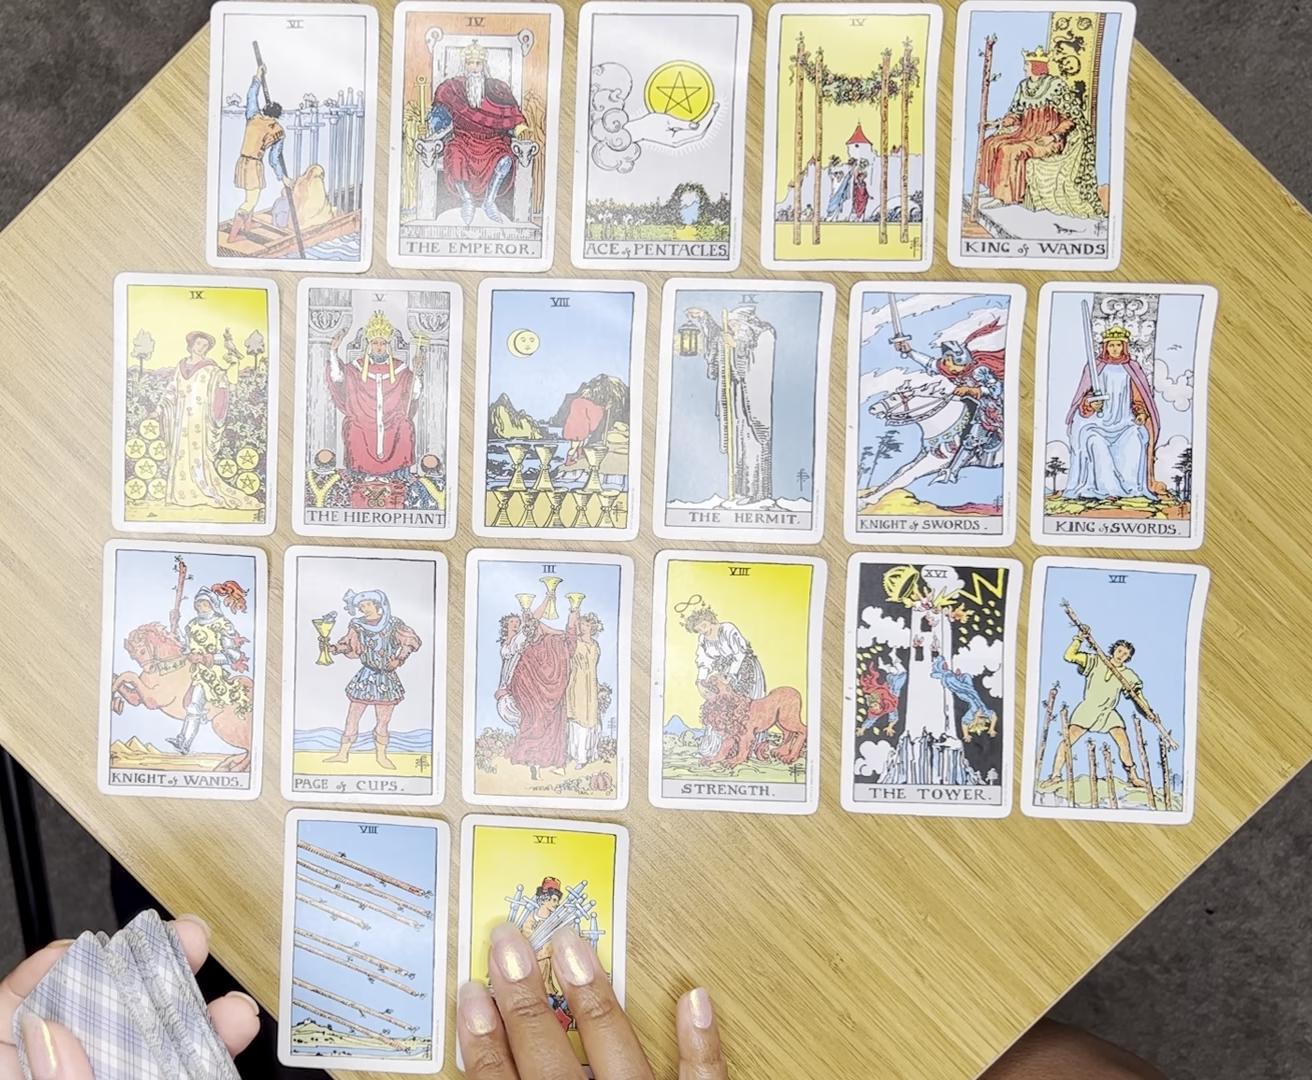 VI
IV
THE EMPEROR.
ACE of PENTACLES.
IV
KING of WANDS
IX
V
THE HIEROPHANT
VIII
IX
THE HERMIT.
KNIGHT of SWORDS.
KING of SWORDS.
KNIGHT of WANDS.
PAGE of CUPS.
III
VIII
STRENGTH.
XVI
THE TOWER.
VII
VIII
VII